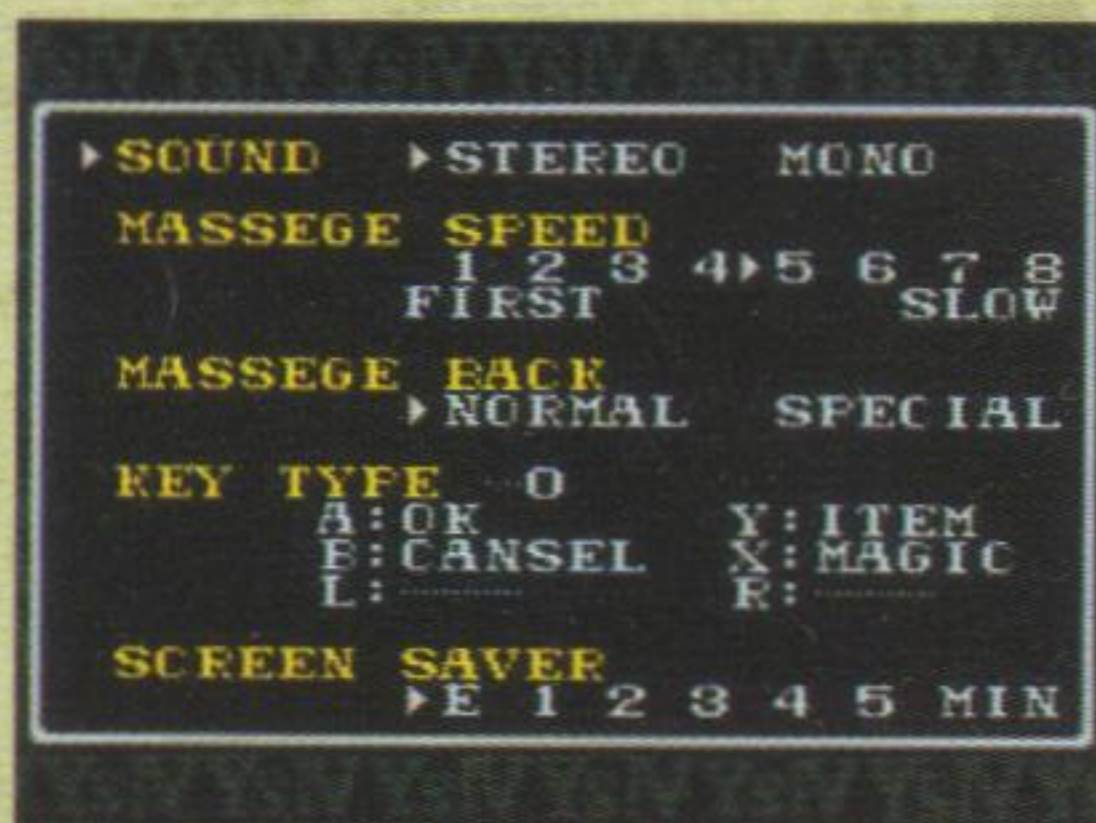 ▶SOUND ▶STEREO MONO
MASSEGE SPEED
1 2 3 4▶5 6 7 8
FIRST SLOW
MASSEGE BACK
▶NORMAL SPECIAL
KEY TYPE 0
A:OK Y:ITEM
B:CANSEL X:MAGIC
L:------ R:------
SCREEN SAVER
▶E 1 2 3 4 5 MIN